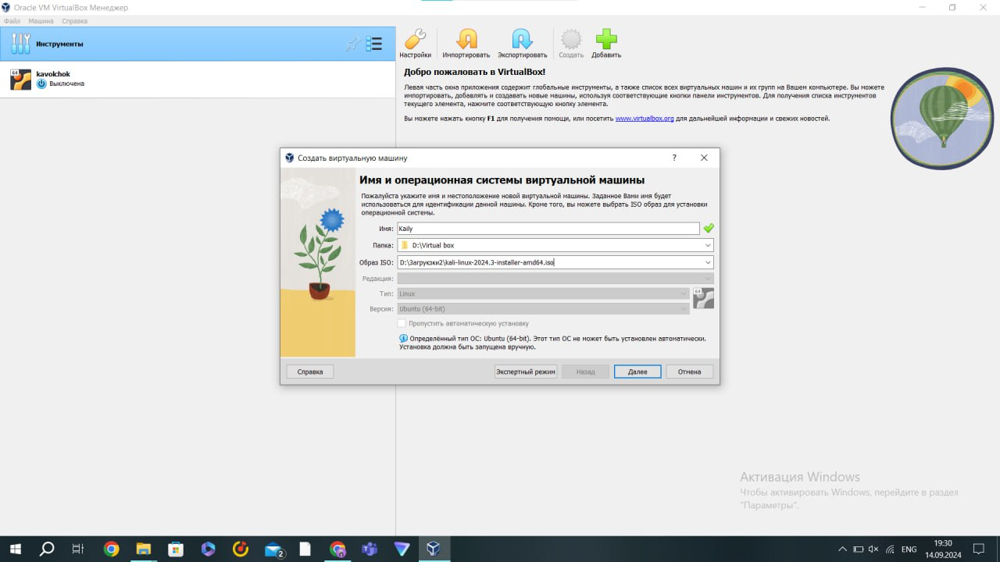 Oracle VM VirtualBox Менеджер
Файл Машина Справка
Инструменты
Настройки Импортировать Экспортировать Создать Добавить
64
kavolchok
Выключена
Добро пожаловать в VirtualBox!
Левая часть окна приложения содержит глобальные инструменты, а также список всех виртуальных машин и их групп на Вашем компьютере. Вы можете
импортировать, добавлять и создавать новые машины, используя соответствующие кнопки панели инструментов. Для получения списка инструментов
текущего элемента, нажмите соответствующую кнопку элемента.
Вы можете нажать кнопку F1 для получения помощи, или посетить www.virtualbox.org для дальнейшей информации и свежих новостей.
Создать виртуальную машину
?
Имя и операционная системы виртуальной машины
Пожалуйста укажите имя и местоположение новой виртуальной машины. Заданное Вами имя будет
использоваться для идентификации данной машины. Кроме того, вы можете выбрать ISO образ для установки
операционной системы.
Имя: Kaily
Папка: D:\Virtual box
Образ ISO: D:\Загрукзки2\kali-linux-2024.3-installer-amd64.iso
Редакция:
Тип: Linux
64
Версия: Ubuntu (64-bit)
Пропустить автоматическую установку
Определённый тип ОС: Ubuntu (64-bit). Этот тип ОС не может быть установлен автоматически.
Установка должна быть запущена вручную.
Справка Экспертный режим Назад Далее Отмена
Активация Windows
Чтобы активировать Windows, перейдите в раздел
"Параметры".
2
ENG
19:30
14.09.2024